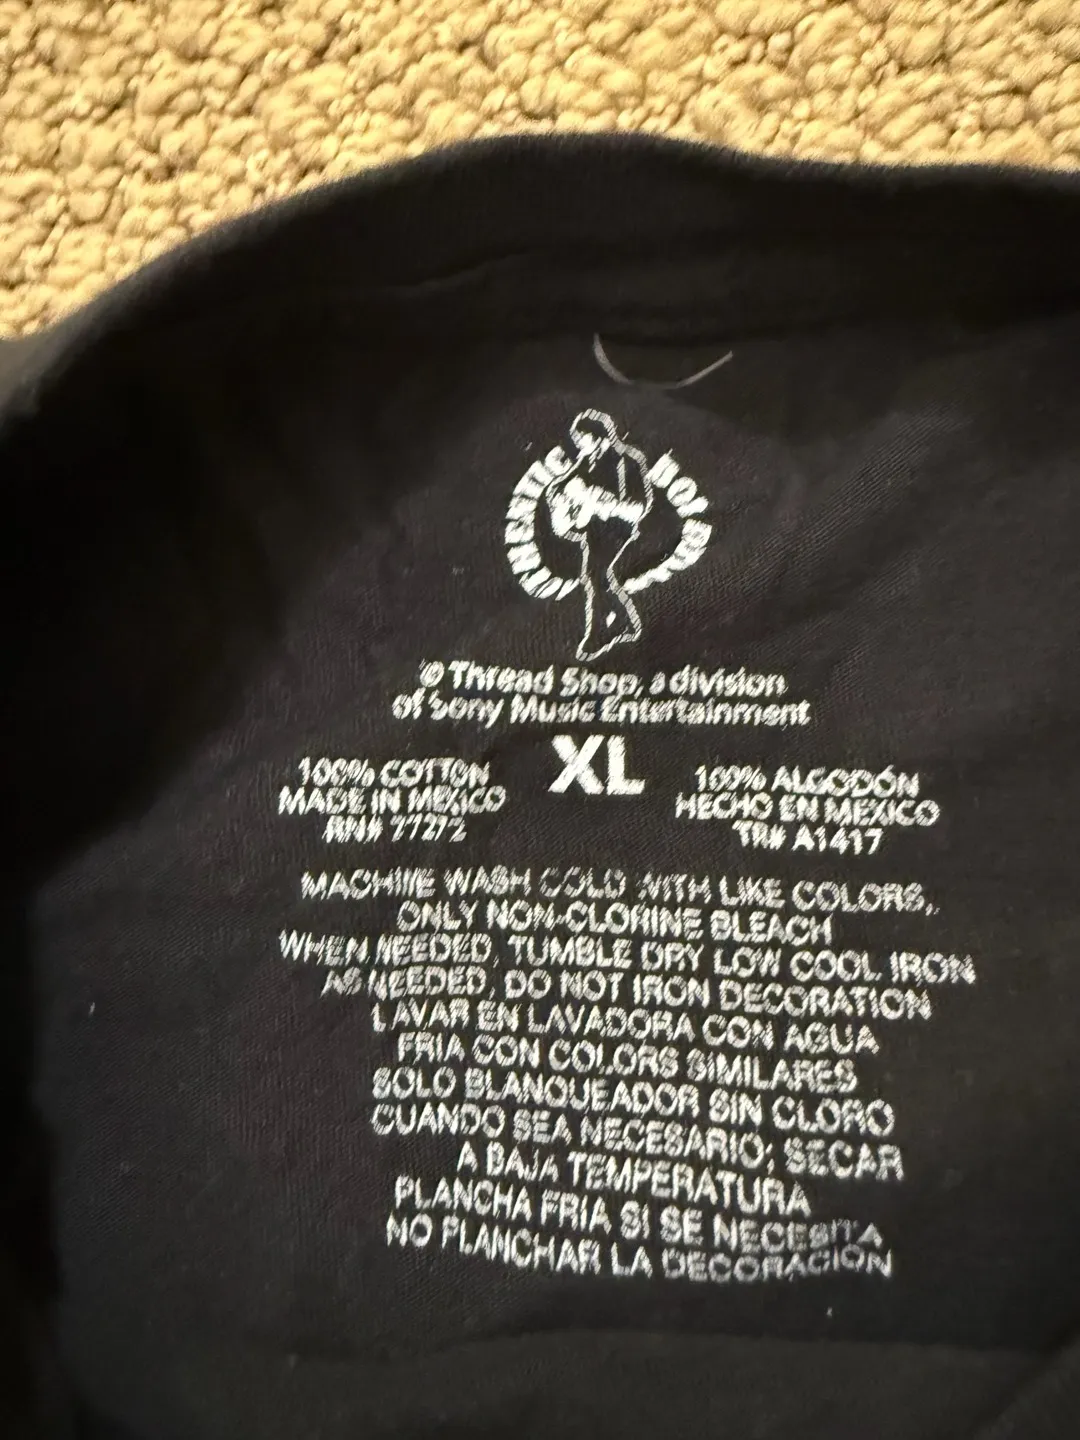 AUTHENTIC
© Thread Shop, a division
of Sony Music Entertainment
XL
100% COTTON
MADE IN MEXICO
RN# 77272
100% ALGODÓN
HECHO EN MEXICO
TR# A1417
MACHINE WASH COLD WITH LIKE COLORS,
ONLY NON-CLORINE BLEACH
WHEN NEEDED, TUMBLE DRY LOW COOL IRON
AS NEEDED, DO NOT IRON DECORATION
LAVAR EN LAVADORA CON AGUA
FRIA CON COLORS SIMILARES
SOLO BLANQUEADOR SIN CLORO
CUANDO SEA NECESARIO; SECAR
A BAJA TEMPERATURA
PLANCHA FRIA SI SE NECESITA
NO PLANCHAR LA DECORACION